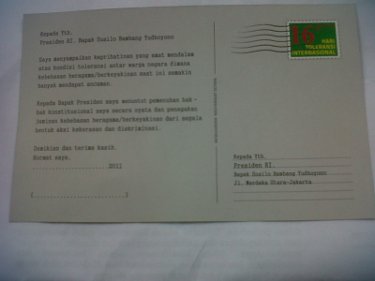 Kepada Yth.
Presiden RI. Bapak Susilo Bambang Yudhoyono
Saya menyampaikan keprihatinan yang amat mendalam
atas kondisi toleransi antar warga negara dimana
kebebasan beragama/berkeyakinan saat ini semakin
banyak mendapat ancaman.
Kepada Bapak Presiden saya menuntut pemenuhan hak-
hak konstitusional saya secara nyata dan penegakan
jaminan kebebasan beragama/berkeyakinan dari segala
bentuk aksi kekerasan dan diskriminasi.
Demikian dan terima kasih.
Hormat saya.
....................2011
(........................)
16 HARI
TOLERANSI
INTERNASIONAL
Kepada Yth.
Presiden RI.
Bapak Susilo Bambang Yudhoyono
Jl. Merdeka Utara-Jakarta